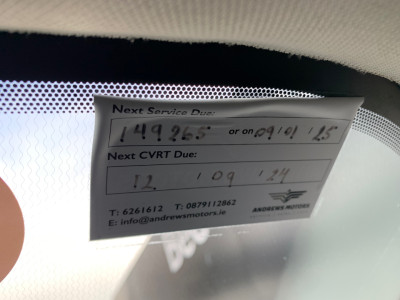 Next Service Due:
149265 or on 09/01 '25
Next CVRT Due:
12 '09 '24
T: 6261612 T: 0879112862
E: info@andrewsmotors.ie
ANDREWS MOTORS